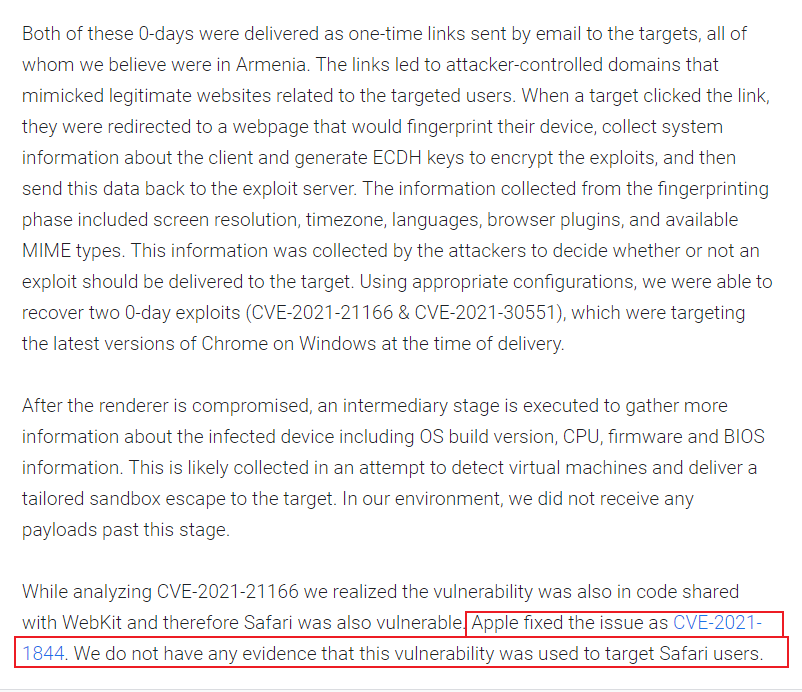 Both of these 0-days were delivered as one-time links sent by email to the targets, all of
whom we believe were in Armenia. The links led to attacker-controlled domains that
mimicked legitimate websites related to the targeted users. When a target clicked the link,
they were redirected to a webpage that would fingerprint their device, collect system
information about the client and generate ECDH keys to encrypt the exploits, and then
send this data back to the exploit server. The information collected from the fingerprinting
phase included screen resolution, timezone, languages, browser plugins, and available
MIME types. This information was collected by the attackers to decide whether or not an
exploit should be delivered to the target. Using appropriate configurations, we were able to
recover two 0-day exploits (CVE-2021-21166 & CVE-2021-30551), which were targeting
the latest versions of Chrome on Windows at the time of delivery.
After the renderer is compromised, an intermediary stage is executed to gather more
information about the infected device including OS build version, CPU, firmware and BIOS
information. This is likely collected in an attempt to detect virtual machines and deliver a
tailored sandbox escape to the target. In our environment, we did not receive any
payloads past this stage.
While analyzing CVE-2021-21166 we realized the vulnerability was also in code shared
with WebKit and therefore Safari was also vulnerable. Apple fixed the issue as CVE-2021-
1844. We do not have any evidence that this vulnerability was used to target Safari users.